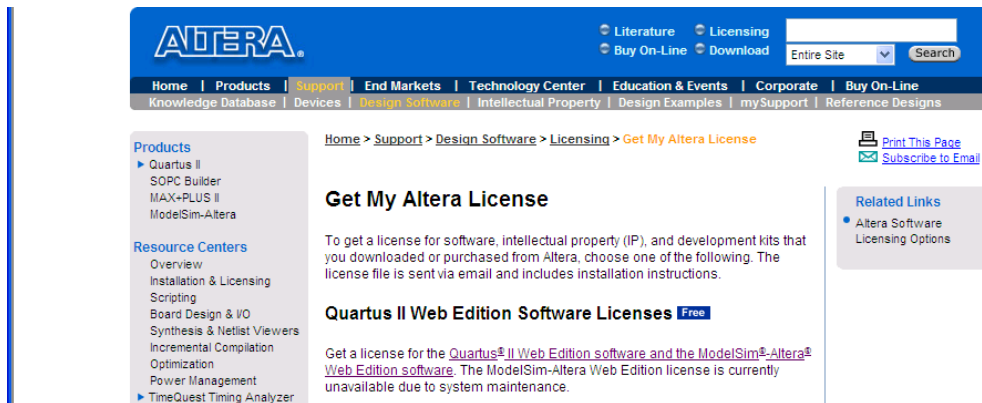 ALTERA®
Literature Licensing
Buy On-Line Download
Entire Site Search
Home | Products | Support | End Markets | Technology Center | Education & Events | Corporate | Buy On-Line
Knowledge Database | Devices | Design Software | Intellectual Property | Design Examples | mySupport | Reference Designs
Products
Quartus II
SOPC Builder
MAX+PLUS II
ModelSim-Altera
Resource Centers
Overview
Installation & Licensing
Scripting
Board Design & I/O
Synthesis & Netlist Viewers
Incremental Compilation
Optimization
Power Management
TimeQuest Timing Analyzer
Home > Support > Design Software > Licensing > Get My Altera License
Get My Altera License
To get a license for software, intellectual property (IP), and development kits that
you downloaded or purchased from Altera, choose one of the following. The
license file is sent via email and includes installation instructions.
Quartus II Web Edition Software Licenses Free
Get a license for the Quartus® II Web Edition software and the ModelSim®-Altera®
Web Edition software. The ModelSim-Altera Web Edition license is currently
unavailable due to system maintenance.
Print This Page
Subscribe to Email
Related Links
Altera Software
Licensing Options